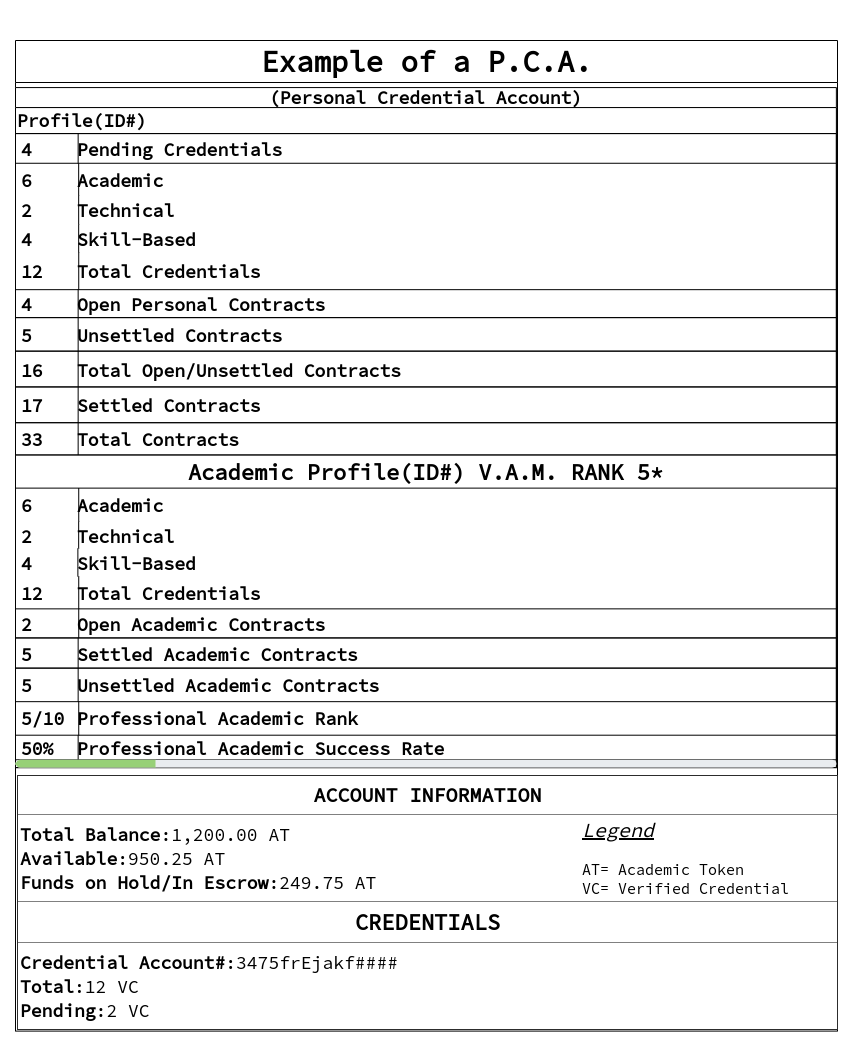 Example of a P.C.A.
(Personal Credential Account)
Profile(ID#)
4 Pending Credentials
6 Academic
2 Technical
4 Skill-Based
12 Total Credentials
4 Open Personal Contracts
5 Unsettled Contracts
16 Total Open/Unsettled Contracts
17 Settled Contracts
33 Total Contracts
Academic Profile(ID#) V.A.M. RANK 5*
6 Academic
2 Technical
4 Skill-Based
12 Total Credentials
2 Open Academic Contracts
5 Settled Academic Contracts
5 Unsettled Academic Contracts
5/10 Professional Academic Rank
50% Professional Academic Success Rate
ACCOUNT INFORMATION
Total Balance:1,200.00 AT
Available:950.25 AT
Funds on Hold/In Escrow:249.75 AT
Legend
AT= Academic Token
VC= Verified Credential
CREDENTIALS
Credential Account#:3475frEjakf####
Total:12 VC
Pending:2 VC